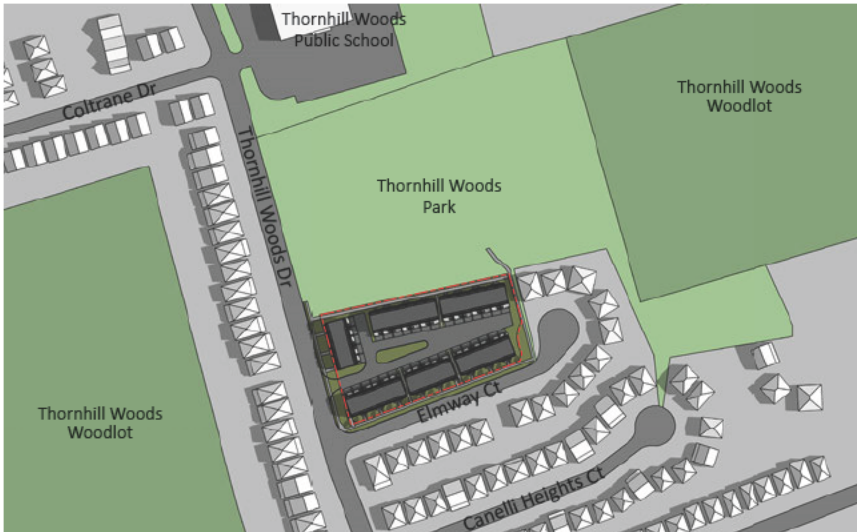 Thornhill Woods
Public School
Coltrane Dr
Thornhill Woods
Woodlot
Thornhill Woods Dr
Thornhill Woods
Park
Thornhill Woods
Woodlot
Elmway Ct
Canelli Heights Ct